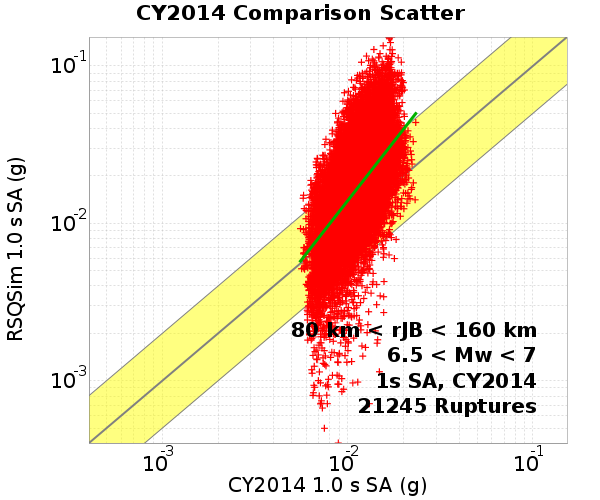 CY2014 Comparison Scatter
RSQSim 1.0 s SA (g)
10-1
10-2
10-3
80 km < rJB < 160 km
6.5 < Mw < 7
1s SA, CY2014
21245 Ruptures
10-3 10-2 10-1
CY2014 1.0 s SA (g)